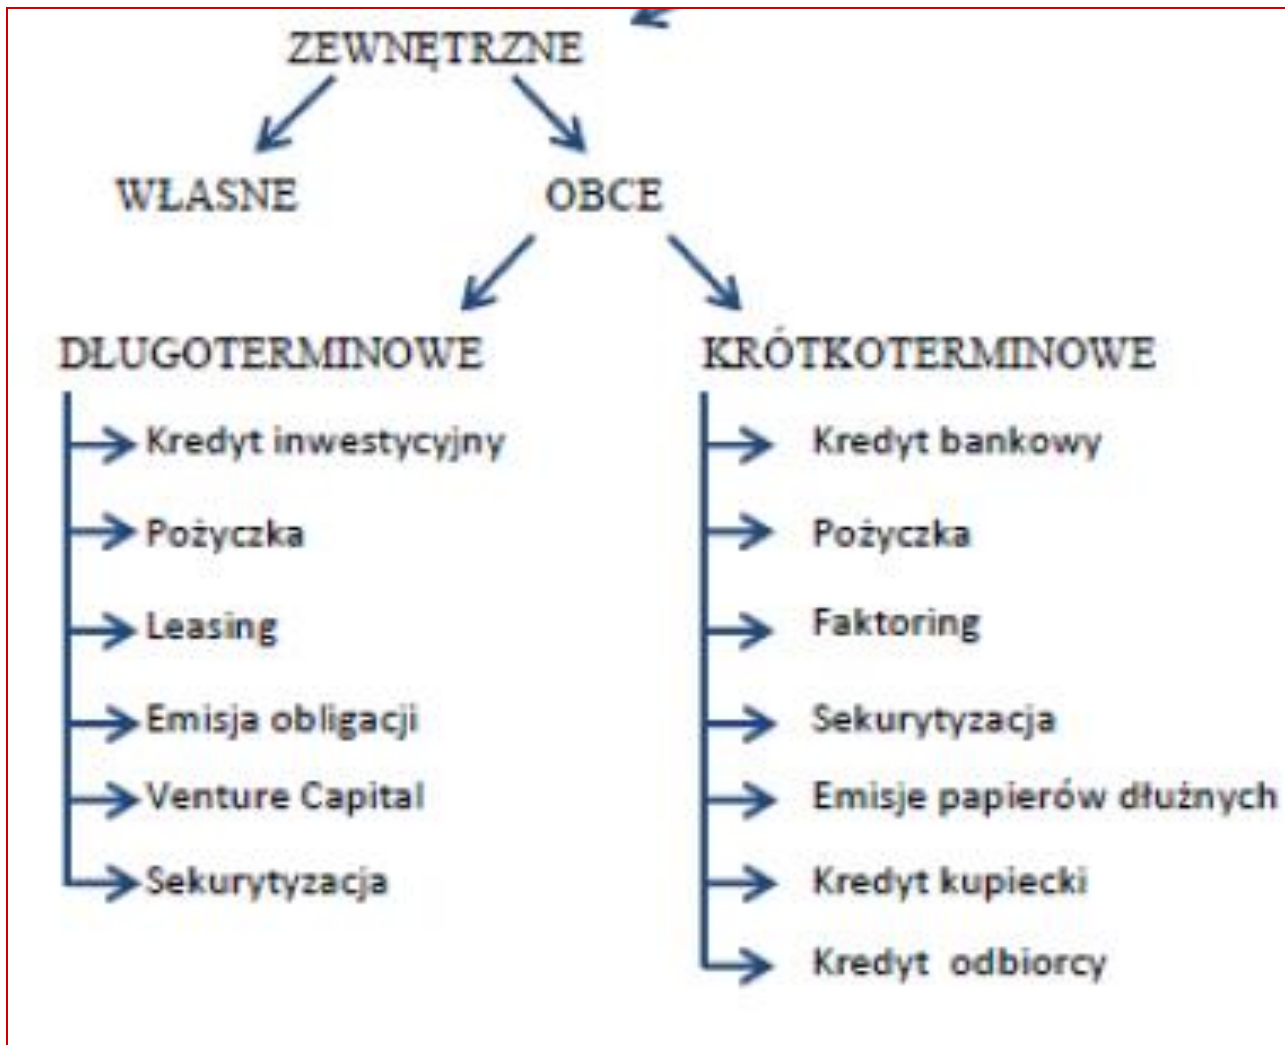 ZEWNĘTRZNE
WŁASNE
OBCE
DŁUGOTERMINOWE
Kredyt inwestycyjny
Pożyczka
Leasing
Emisja obligacji
Venture Capital
Sekurytyzacja
KRÓTKOTERMINOWE
Kredyt bankowy
Pożyczka
Faktoring
Sekurytyzacja
Emisje papierów dłużnych
Kredyt kupiecki
Kredyt odbiorcy